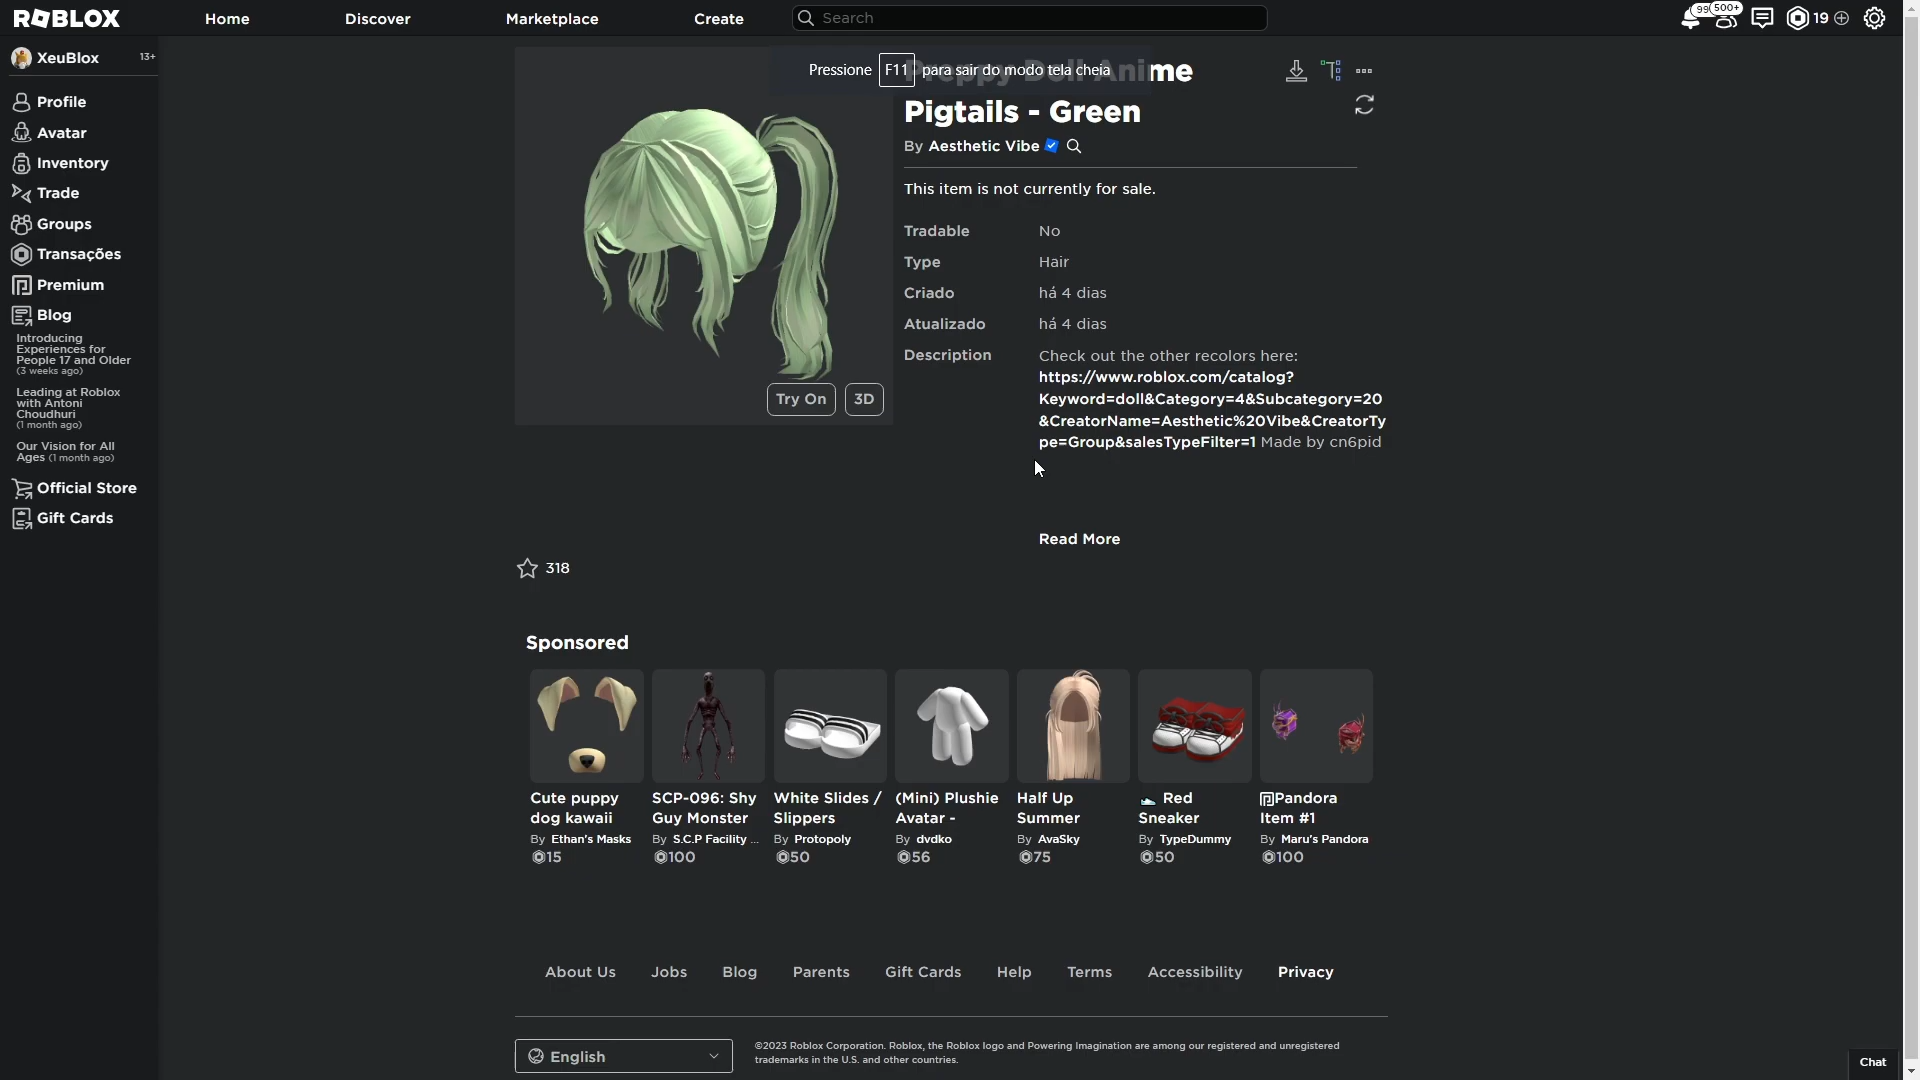 ROBLOX
Home
Discover
Marketplace
Create
Search
99
500+
19
XeuBlox
13+
Profile
Avatar
Inventory
Trade
Groups
Transações
Premium
Blog
Introducing
Experiences for
People 17 and Older
(3 weeks ago)
Leading at Roblox
with Antoni
Choudhuri
(1 month ago)
Our Vision for All
Ages (1 month ago)
Official Store
Gift Cards
Pressione F11 para sair do modo tela cheia
Preppy Doll Anime
Pigtails - Green
By Aesthetic Vibe
This item is not currently for sale.
Tradable No
Type Hair
Criado há 4 dias
Atualizado há 4 dias
Description Check out the other recolors here:
https://www.roblox.com/catalog?
Keyword=doll&Category=4&Subcategory=20
&CreatorName=Aesthetic%20Vibe&CreatorTy
pe=Group&salesTypeFilter=1 Made by cn6pid
Try On
3D
Read More
318
Sponsored
Cute puppy
dog kawaii
By Ethan's Masks
15
SCP-096: Shy
Guy Monster
By S.C.P Facility ...
100
White Slides /
Slippers
By Protopoly
50
(Mini) Plushie
Avatar -
By dvdko
56
Half Up
Summer
By AvaSky
75
Red
Sneaker
By TypeDummy
50
Pandora
Item #1
By Maru's Pandora
100
About Us
Jobs
Blog
Parents
Gift Cards
Help
Terms
Accessibility
Privacy
English
©2023 Roblox Corporation. Roblox, the Roblox logo and Powering Imagination are among our registered and unregistered
trademarks in the U.S. and other countries.
Chat